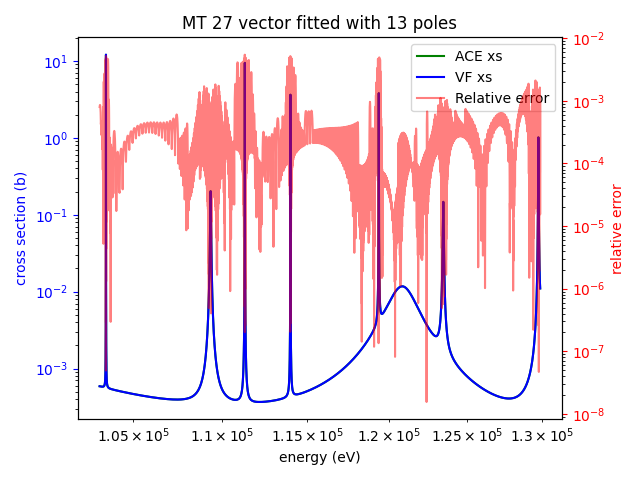 MT 27 vector fitted with 13 poles
ACE xs
VF xs
Relative error
10¹
10⁰
10⁻¹
10⁻²
10⁻³
cross section (b)
10⁻²
10⁻³
10⁻⁴
10⁻⁵
10⁻⁶
10⁻⁷
10⁻⁸
relative error
1.05 × 10⁵ 1.1 × 10⁵ 1.15 × 10⁵ 1.2 × 10⁵ 1.25 × 10⁵ 1.3 × 10⁵
energy (eV)